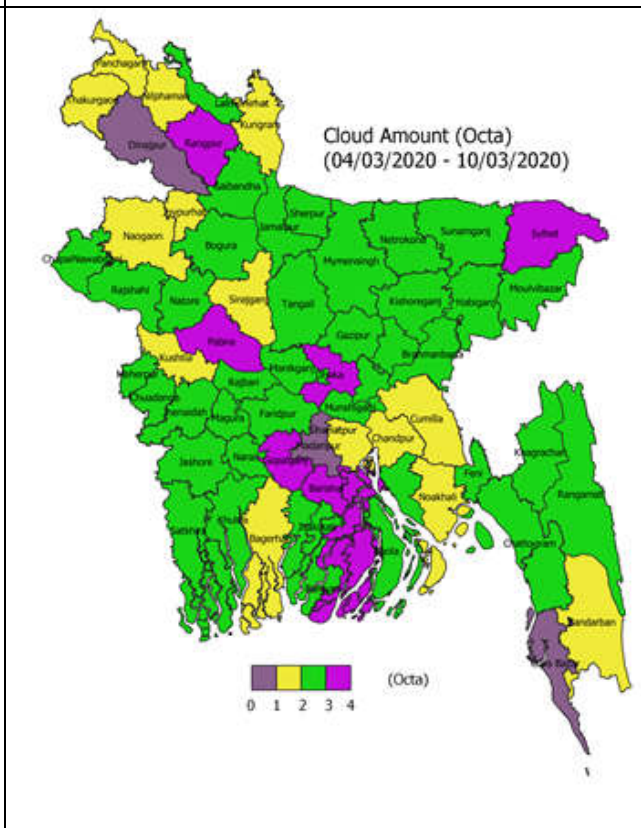 Cloud Amount (Octa)
(04/03/2020 - 10/03/2020)
Panchagarh
Thakurgaon
Nilphamari
Lalmonirhat
Kurigram
Dinajpur
Rangpur
Gaibandha
Joypurhat
Naogaon
Bogura
Jamalpur
Sherpur
Mymensingh
Netrokona
Sunamganj
Sylhet
Moulvibazar
Habiganj
Kishoreganj
ChapaiNawabganj
Rajshahi
Natore
Sirajganj
Tangail
Gazipur
Brahmanbaria
Pabna
Kushtia
Meherpur
Chuadanga
Jhenaidah
Magura
Rajbari
Manikganj
Faridpur
Munshiganj
Shariatpur
Madaripur
Cumilla
Chandpur
Noakhali
Feni
Khagrachari
Rangamati
Chattogram
Bandarban
Jashore
Narail
Gopalganj
Barishal
Satkhira
Khulna
Bagerhat
Bhola
0 1 2 3 4
(Octa)